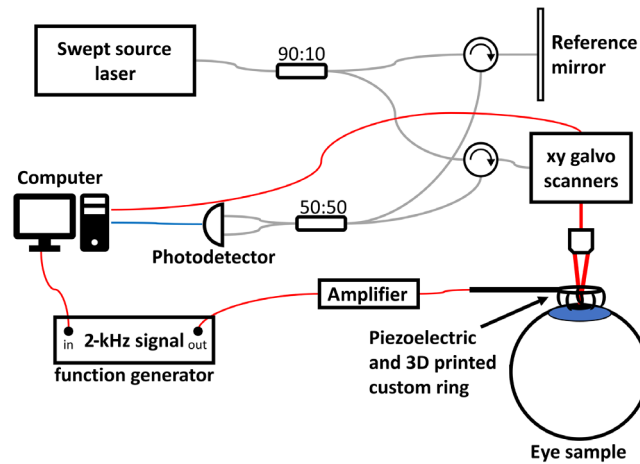 Swept source
laser
90:10
Reference
mirror
xy galvo
scanners
Computer
50:50
Photodetector
Amplifier
in 2-kHz signal out
function generator
Piezoelectric
and 3D printed
custom ring
Eye sample